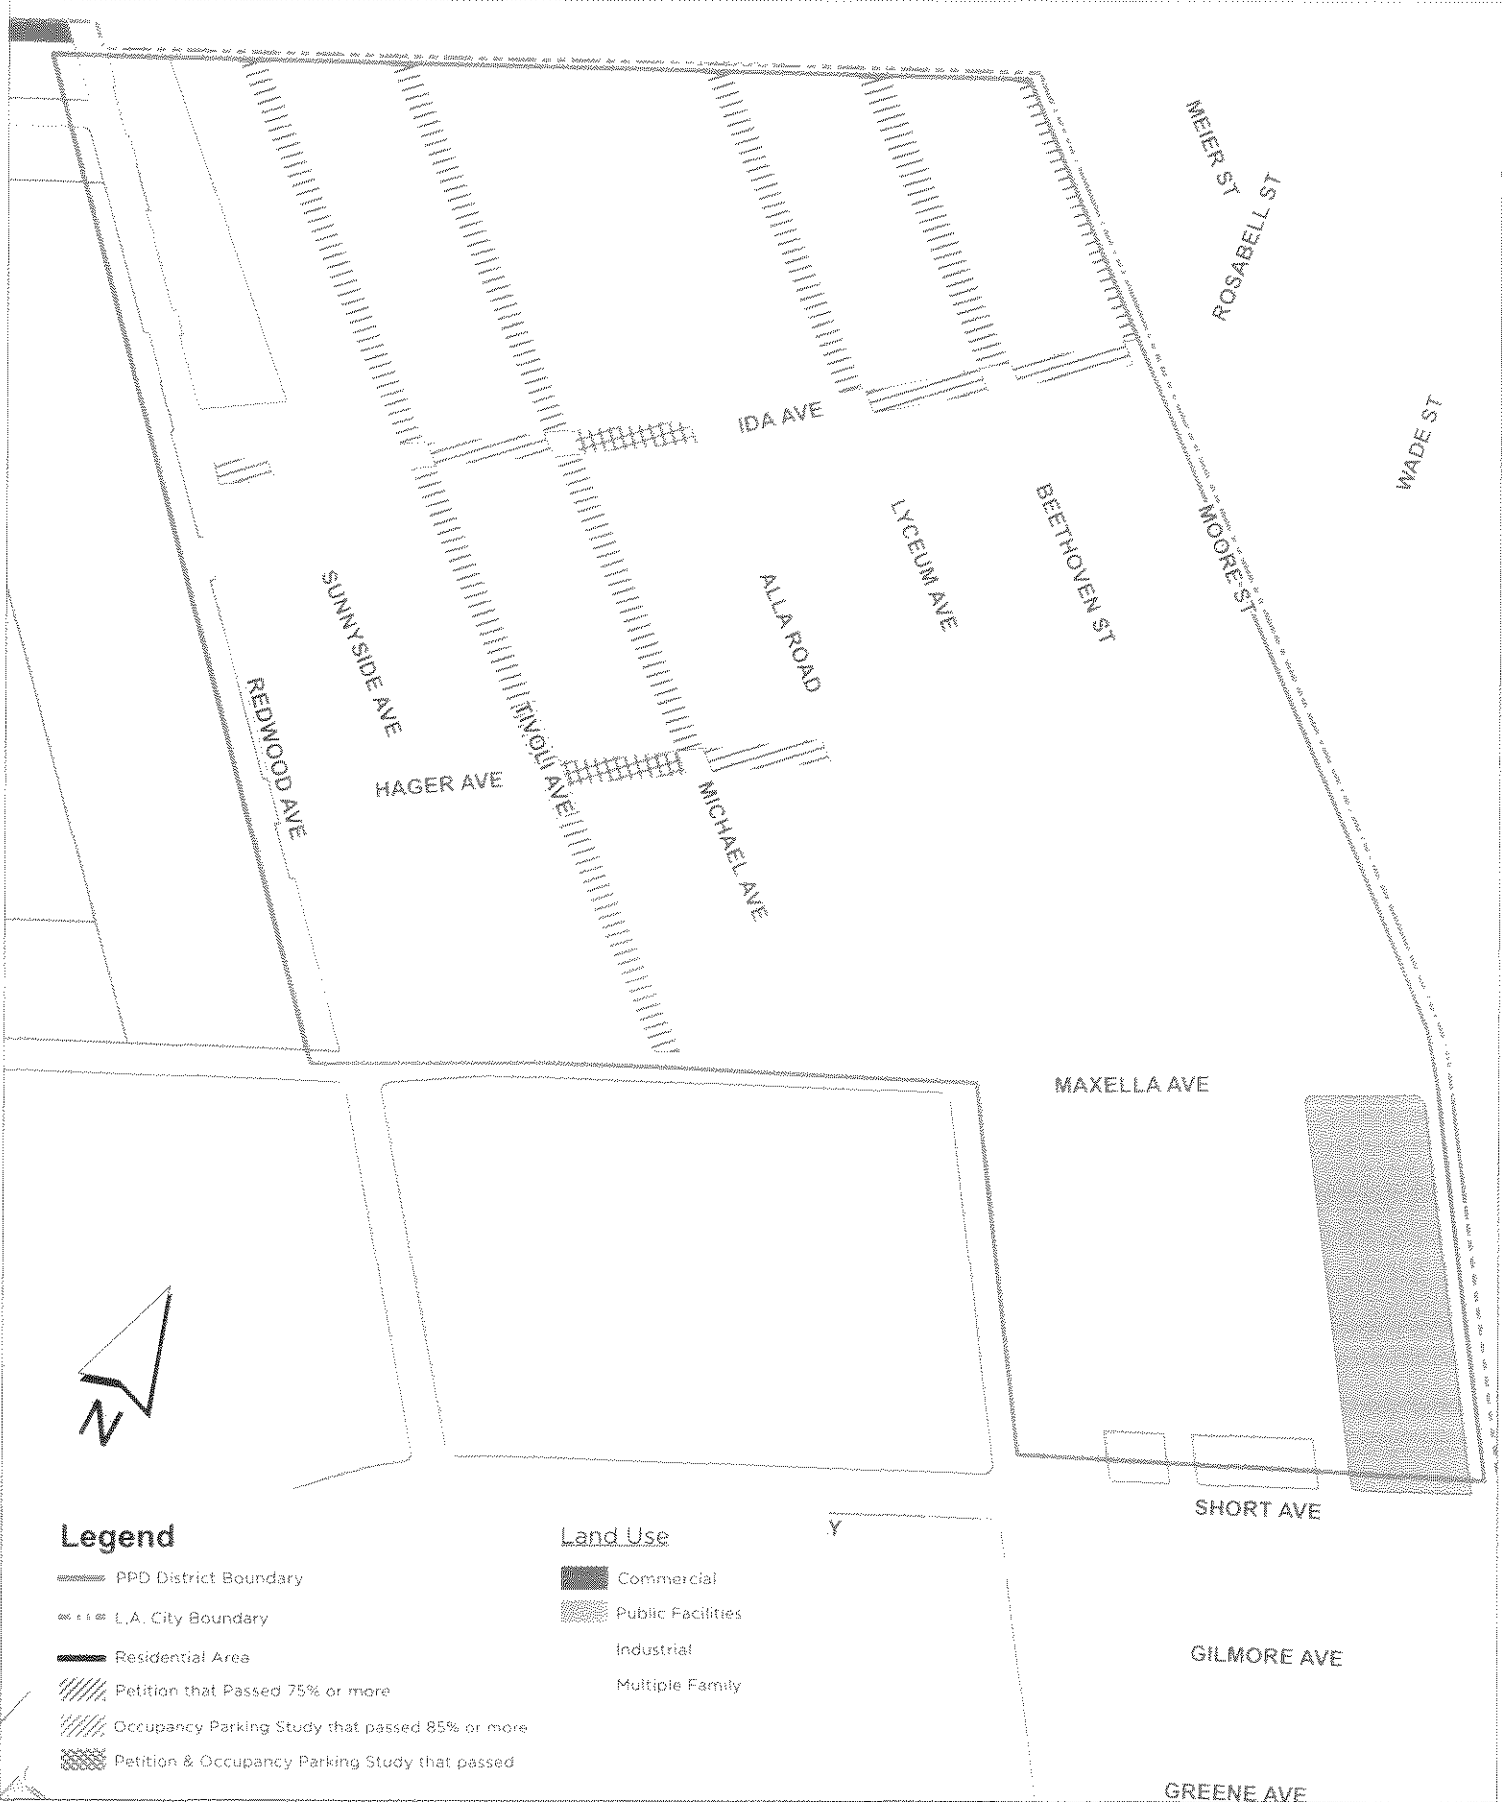 MEIER ST
ROSABELL ST
WADE ST
IDA AVE
LYCEUM AVE
BEETHOVEN ST
MOORE ST
SUNNYSIDE AVE
ALLA ROAD
REDWOOD AVE
TIVOLI AVE
HAGER AVE
MICHAEL AVE
MAXELLA AVE
N
SHORT AVE
Y
GILMORE AVE
GREENE AVE
Legend
PPD District Boundary
L.A. City Boundary
Residential Area
Petition that Passed 75% or more
Occupancy Parking Study that passed 85% or more
Petition & Occupancy Parking Study that passed
Land Use
Commercial
Public Facilities
Industrial
Multiple Family